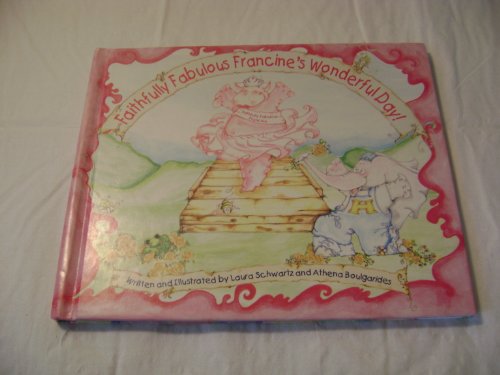 Faithfully Fabulous Francine's Wonderful Day!
Written and Illustrated by Laura Schwartz and Athena Boulgarides